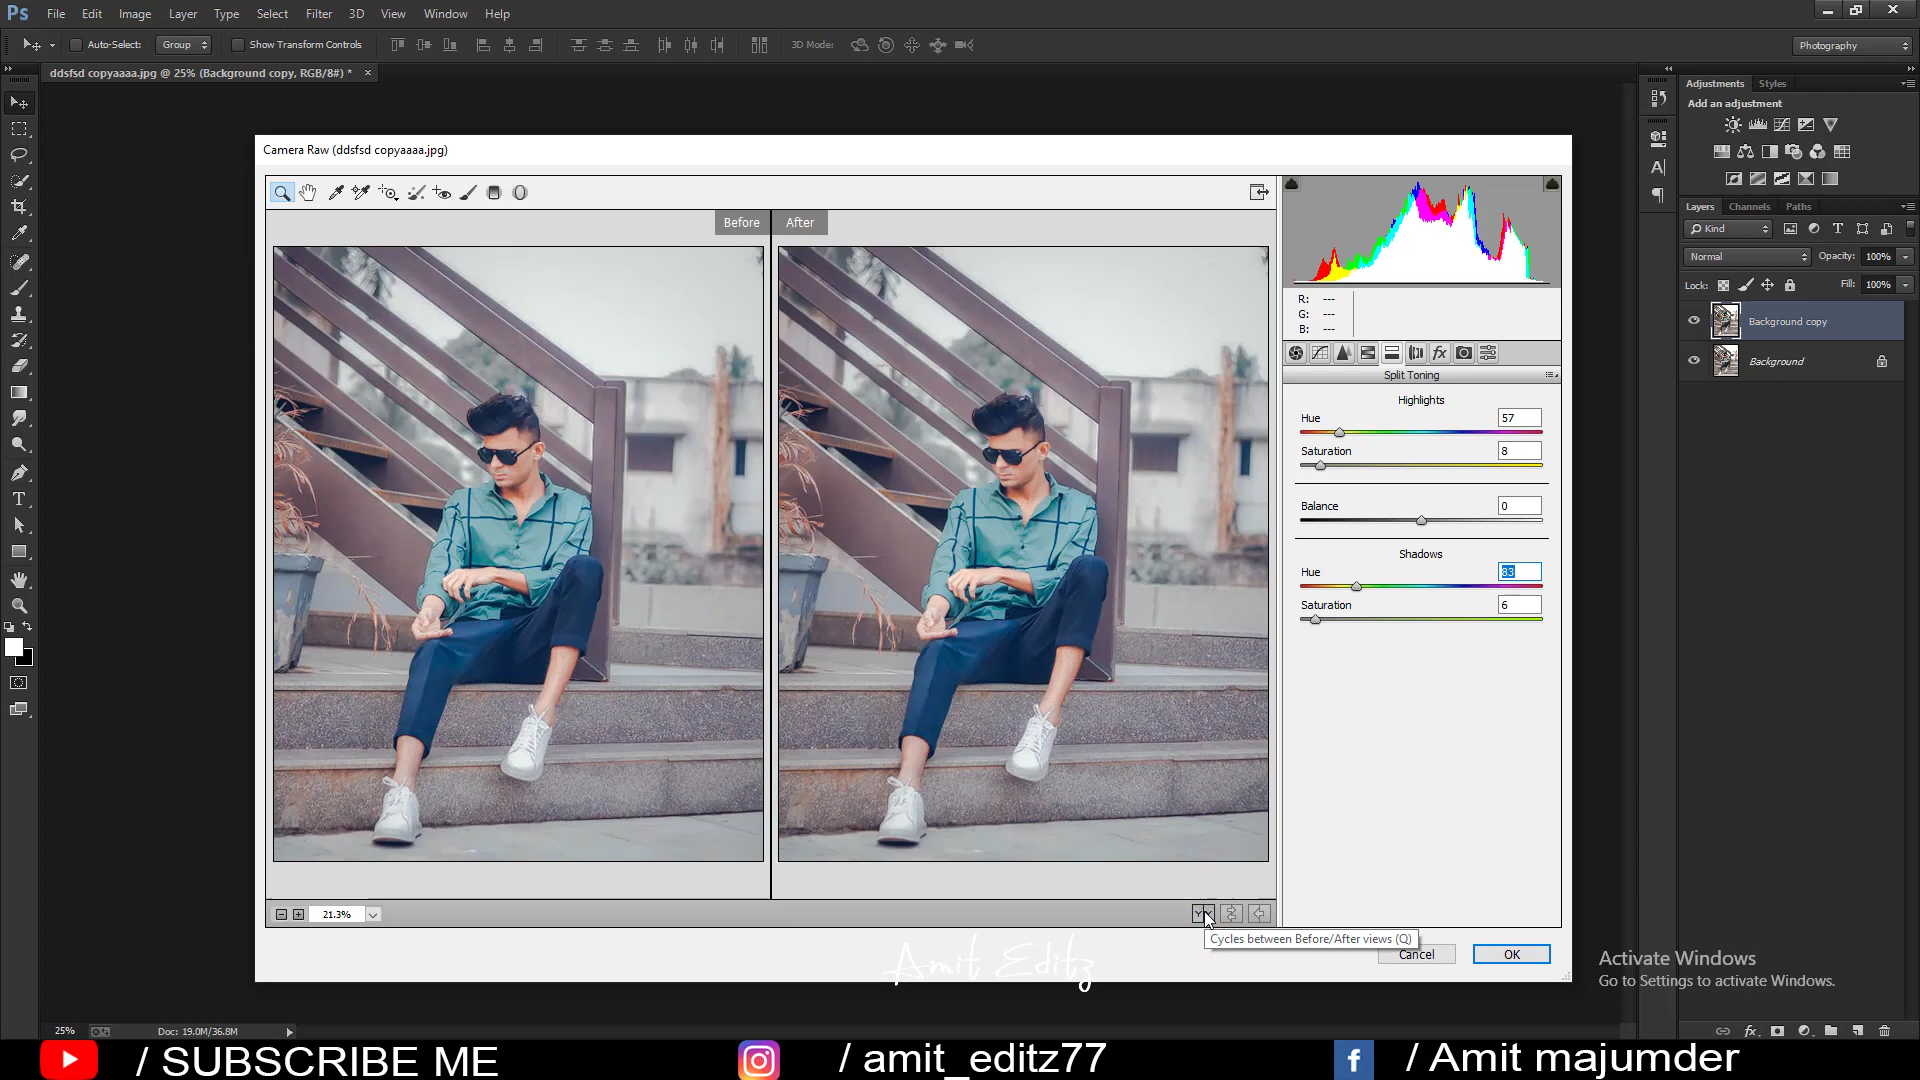 Ps File Edit Image Layer Type Select Filter 3D View Window Help
Auto-Select: Group Show Transform Controls 3D Mode: Photography
ddsfsd copyaaaa.jpg @ 25% (Background copy, RGB/8#) * ×
Adjustments Styles
Add an adjustment
Camera Raw (ddsfsd copyaaaa.jpg)
Before After
R: ---
G: ---
B: ---
Split Toning
Highlights
Hue 57
Saturation 8
Balance 0
Shadows
Hue 83
Saturation 6
Layers Channels Paths
Kind
Normal Opacity: 100%
Lock: Fill: 100%
Background copy
Background
21.3%
Y Y
Cycles between Before/After views (Q)
Cancel OK
Amit Editz
Activate Windows
Go to Settings to activate Windows.
25% Doc: 19.0M/36.8M
/ SUBSCRIBE ME / amit_editz77 / Amit majumder